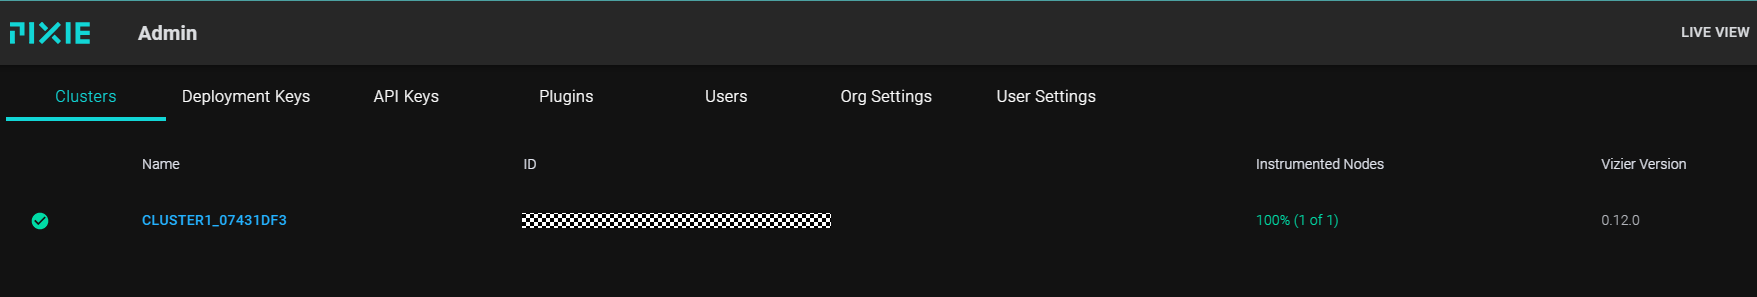 PIXIE Admin LIVE VIEW
Clusters Deployment Keys API Keys Plugins Users Org Settings User Settings
Name ID Instrumented Nodes Vizier Version
CLUSTER1_07431DF3 100% (1 of 1) 0.12.0